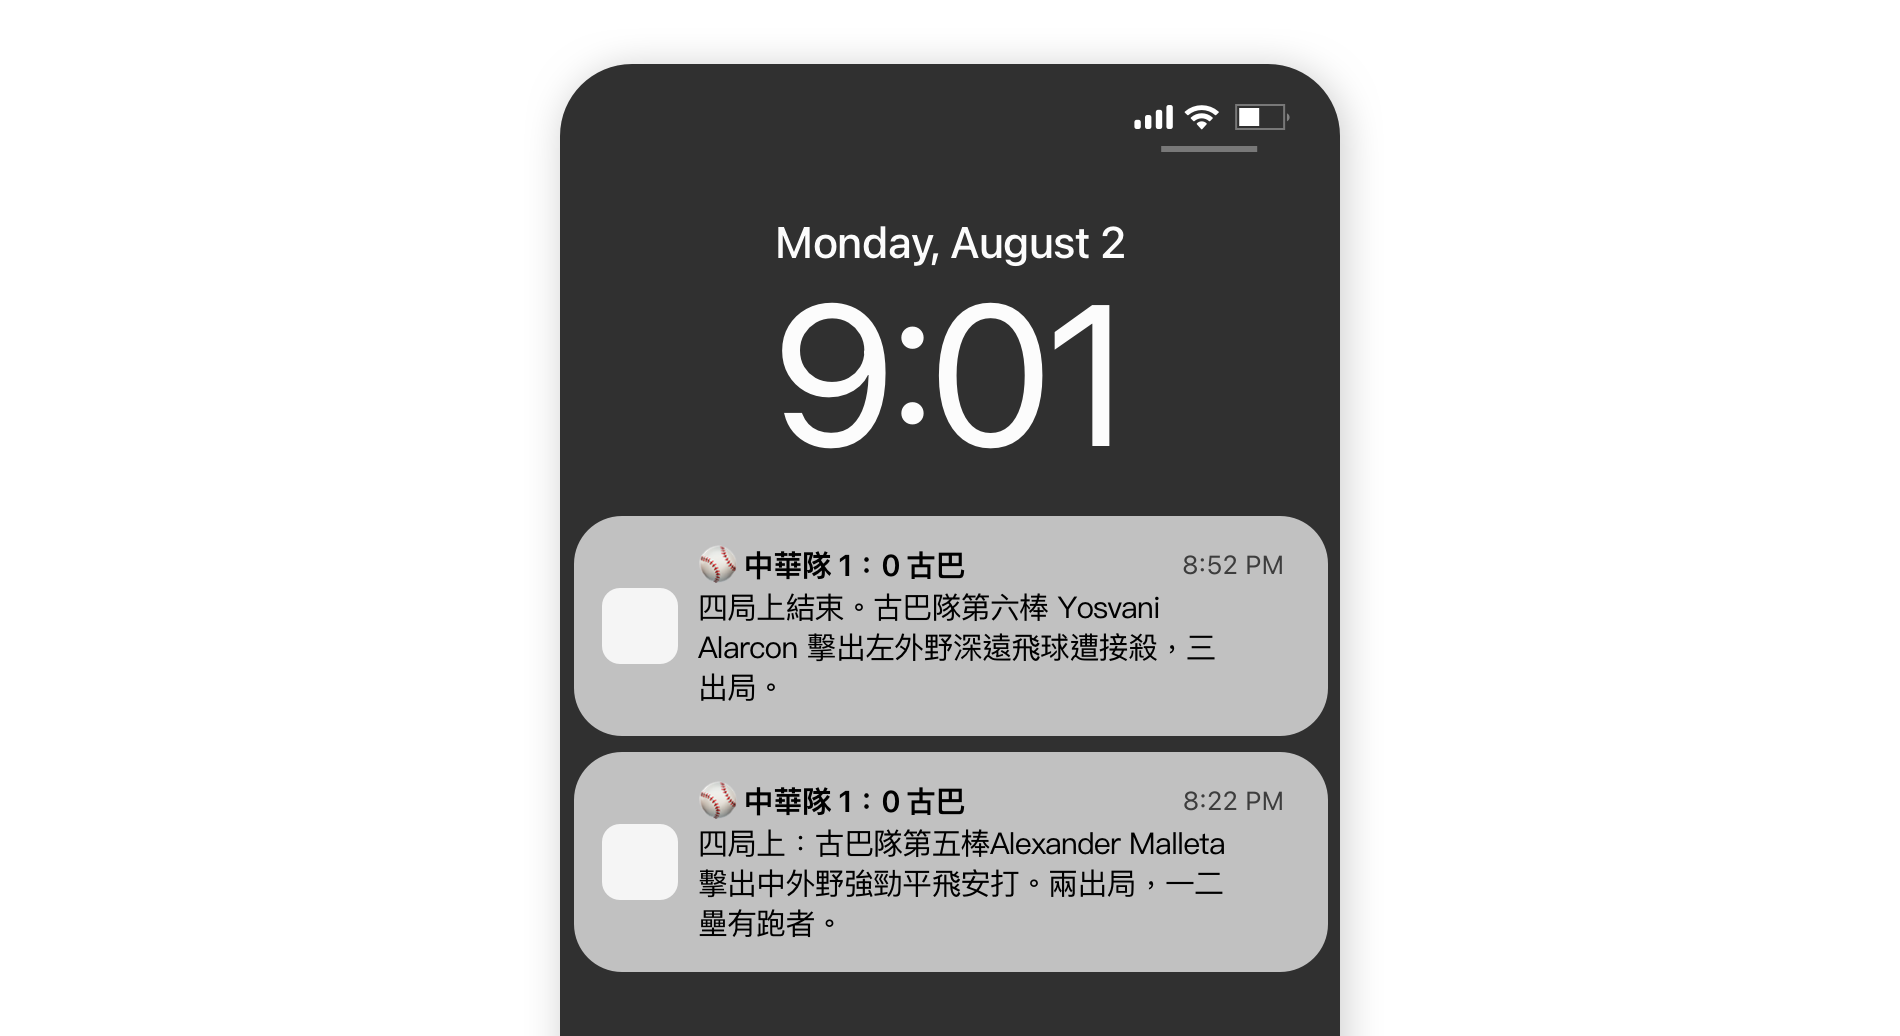 Monday, August 2
9:01
⚾ 中華隊 1：0 古巴
8:52 PM
四局上結束。古巴隊第六棒 Yosvani
Alarcon 擊出左外野深遠飛球遭接殺，三
出局。
⚾ 中華隊 1：0 古巴
8:22 PM
四局上：古巴隊第五棒Alexander Malleta
擊出中外野強勁平飛安打。兩出局，一二
壘有跑者。